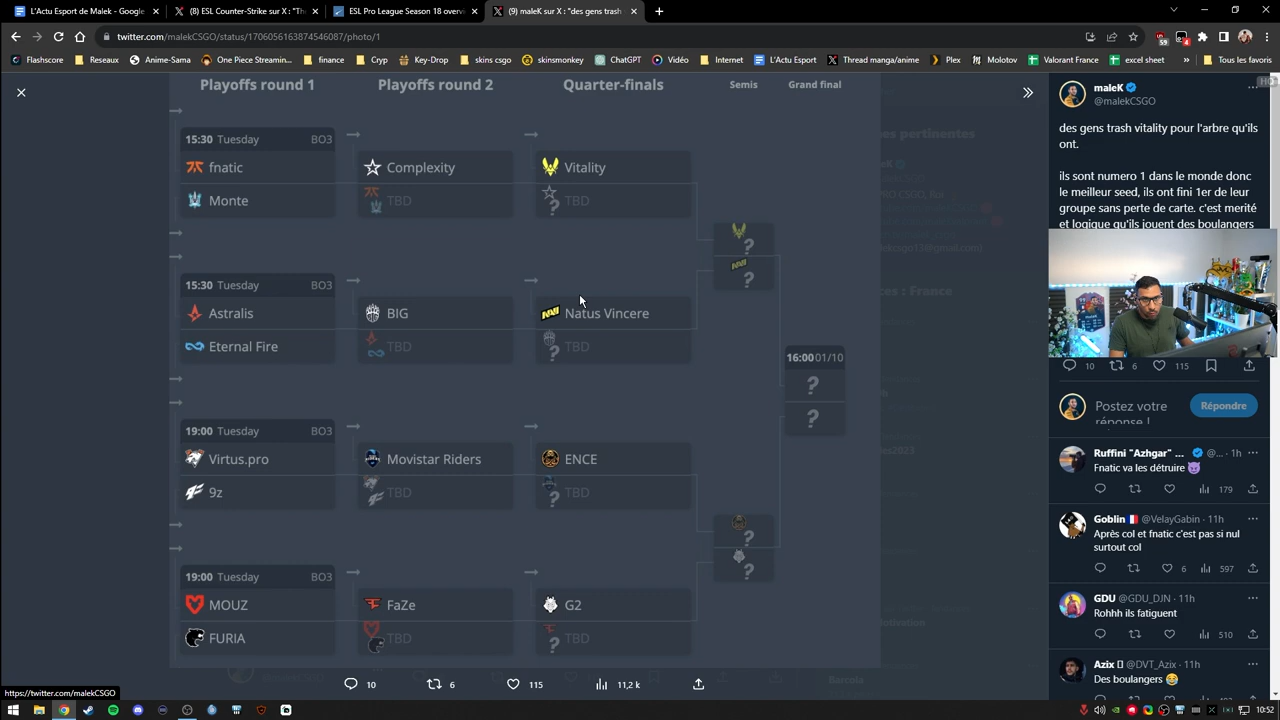 L'Actu Esport de Malek - Google
(8) ESL Counter-Strike sur X : "Th
ESL Pro League Season 18 overv
(9) maleK sur X : "des gens trash
twitter.com/malekCSGO/status/1706056163874546387/photo/1
59
4
Flashscore
Reseaux
Anime-Sama
One Piece Streamin...
finance
Cryp
Key-Drop
skins csgo
skinsmonkey
ChatGPT
Vidéo
Internet
L'Actu Esport
Thread manga/anime
Plex
Molotov
Valorant France
excel sheet
»
Tous les favoris
Playoffs round 1
Playoffs round 2
Quarter-finals
Semis
Grand final
15:30 Tuesday BO3
fnatic
Monte
Complexity
TBD
Vitality
? TBD
?
?
15:30 Tuesday BO3
Astralis
Eternal Fire
BIG
TBD
Natus Vincere
? TBD
16:00 01/10
?
?
19:00 Tuesday BO3
Virtus.pro
9z
Movistar Riders
TBD
ENCE
? TBD
?
?
19:00 Tuesday BO3
MOUZ
FURIA
FaZe
TBD
G2
? TBD
maleK
@malekCSGO
des gens trash vitality pour l'arbre qu'ils
ont.
ils sont numero 1 dans le monde donc
le meilleur seed, ils ont fini 1er de leur
groupe sans perte de carte. c'est merité
et logique qu'ils jouent des boulangers
10 6 115
Postez votre
réponse !
Répondre
Ruffini "Azhgar" ... @... · 1h
Fnatic va les détruire
179
Goblin @VelayGabin · 11h
Après col et fnatic c'est pas si nul
surtout col
6 597
GDU @GDU_DJN · 11h
Rohhh ils fatiguent
510
Azix [] @DVT_Azix · 11h
Des boulangers
10 6 115 11,2 k
https://twitter.com/malekCSGO
10:52